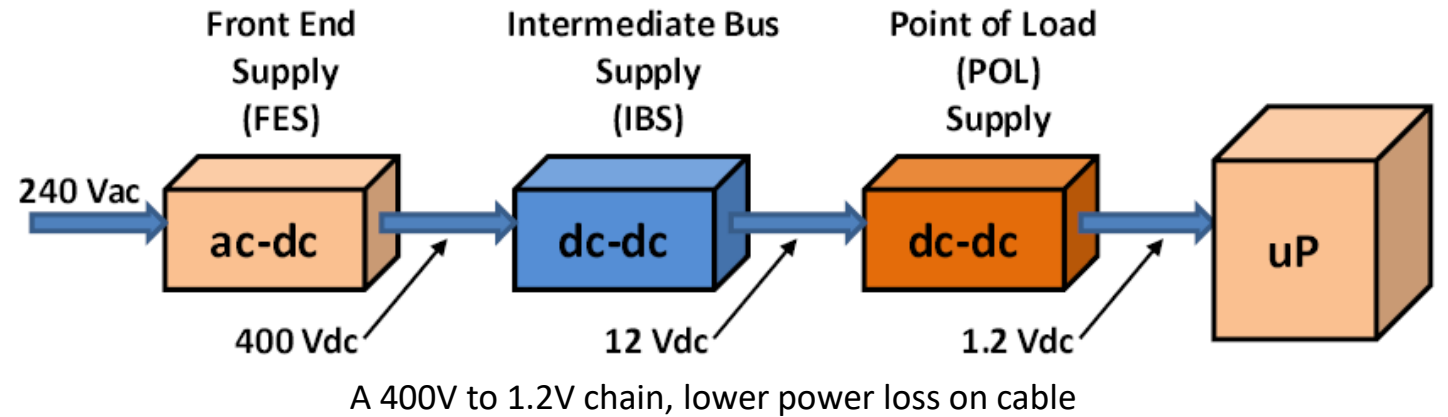 Front End
Supply
(FES)
Intermediate Bus
Supply
(IBS)
Point of Load
(POL)
Supply
240 Vac
ac-dc
dc-dc
dc-dc
uP
400 Vdc
12 Vdc
1.2 Vdc
A 400V to 1.2V chain, lower power loss on cable